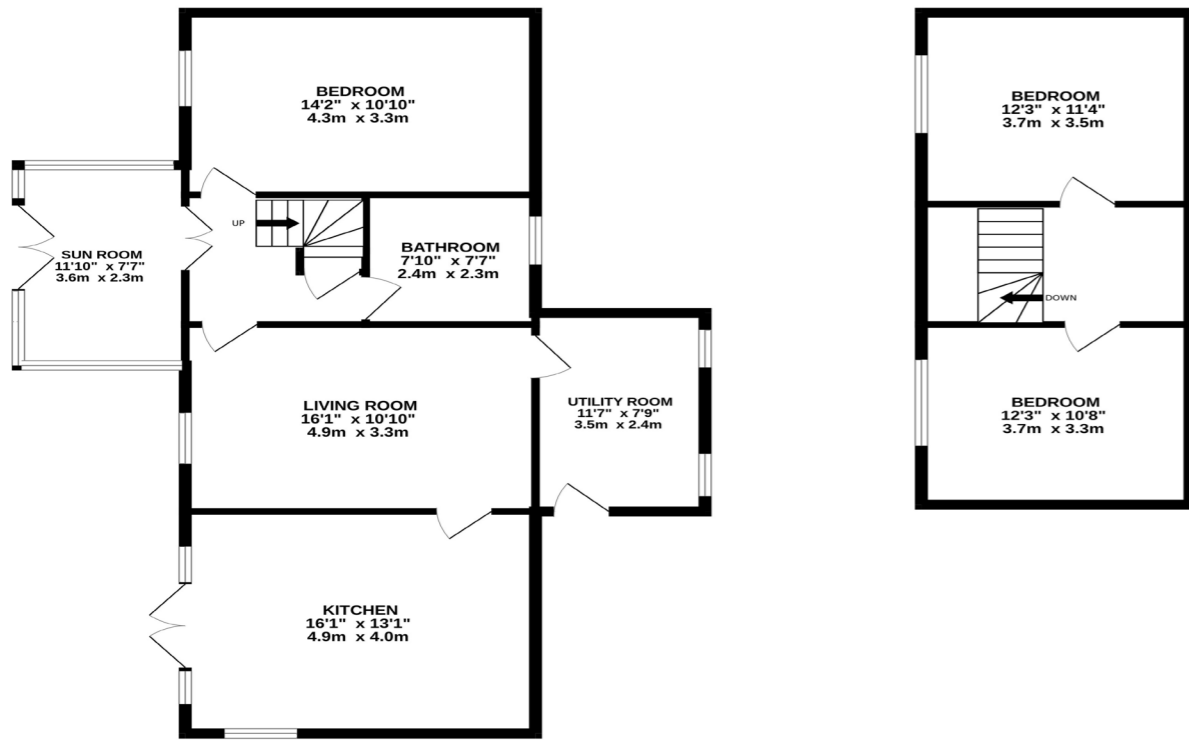 BEDROOM
14'2" x 10'10"
4.3m x 3.3m
UP
SUN ROOM
11'10" x 7'7"
3.6m x 2.3m
BATHROOM
7'10" x 7'7"
2.4m x 2.3m
LIVING ROOM
16'1" x 10'10"
4.9m x 3.3m
UTILITY ROOM
11'7" x 7'9"
3.5m x 2.4m
KITCHEN
16'1" x 13'1"
4.9m x 4.0m
BEDROOM
12'3" x 11'4"
3.7m x 3.5m
DOWN
BEDROOM
12'3" x 10'8"
3.7m x 3.3m